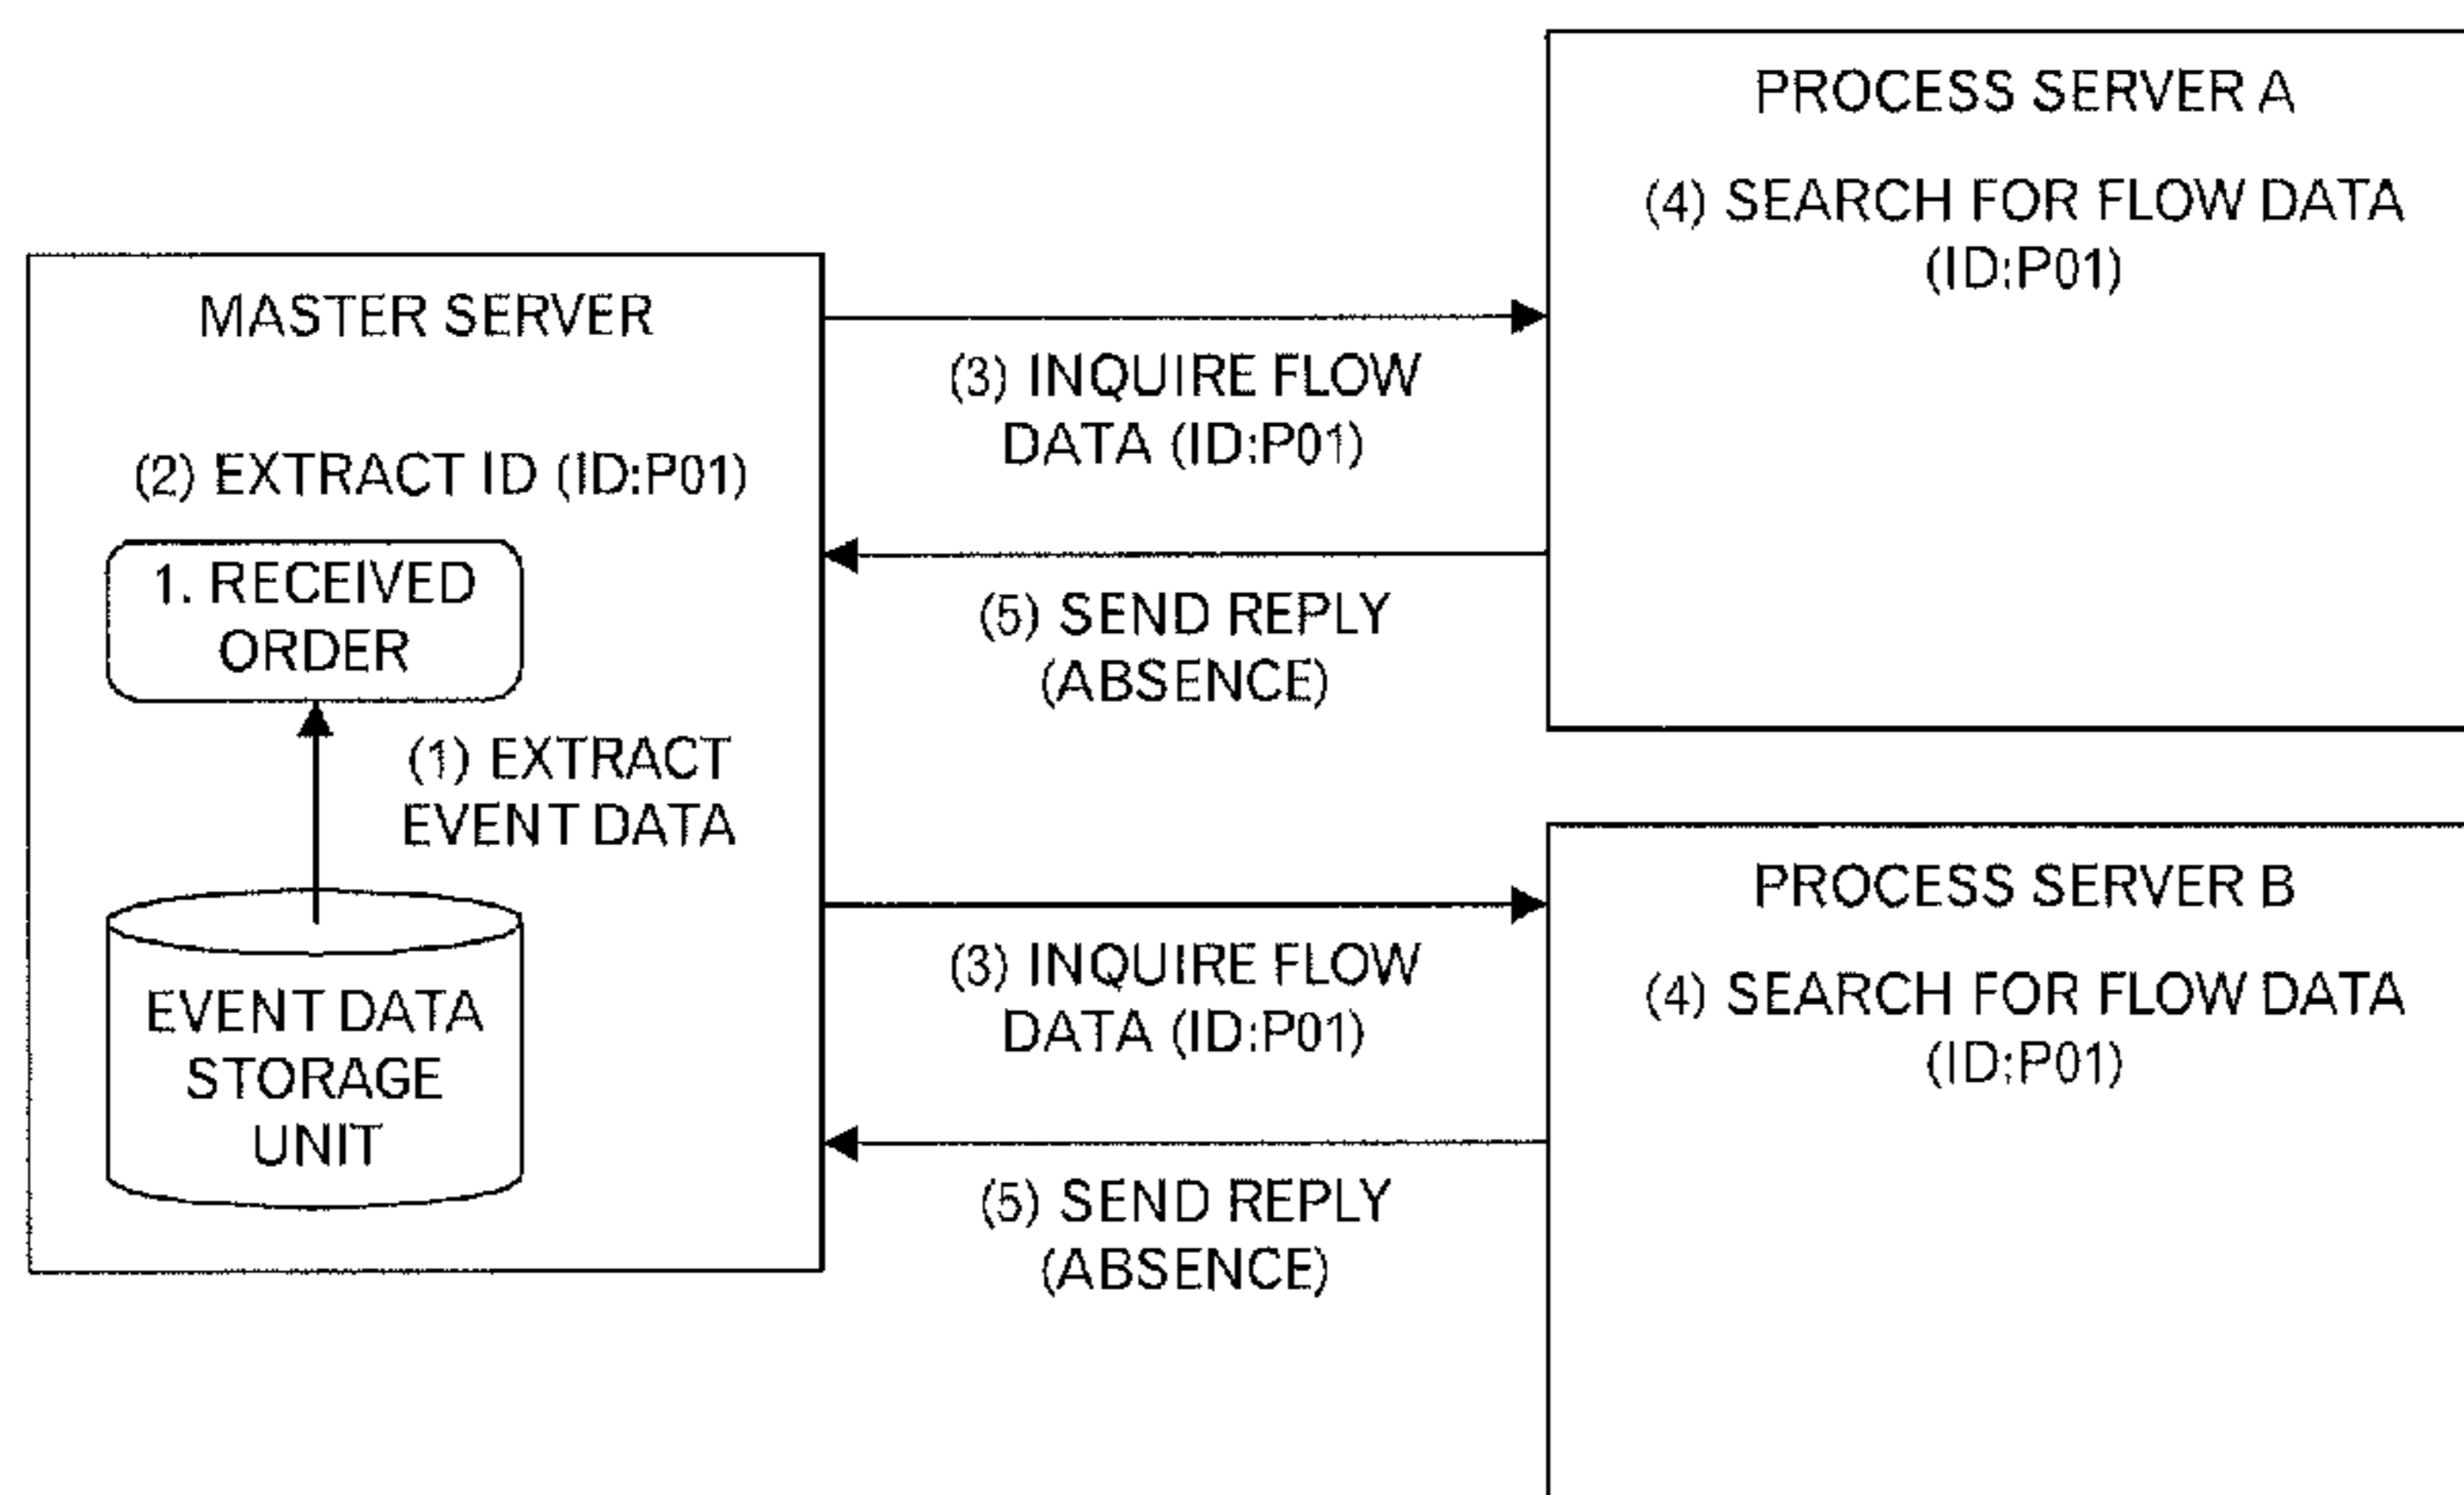 MASTER SERVER
(2) EXTRACT ID (ID:P01)
1. RECEIVED
ORDER
(1) EXTRACT
EVENT DATA
EVENT DATA
STORAGE
UNIT
(3) INQUIRE FLOW
DATA (ID:P01)
(5) SEND REPLY
(ABSENCE)
(3) INQUIRE FLOW
DATA (ID:P01)
(5) SEND REPLY
(ABSENCE)
PROCESS SERVER A
(4) SEARCH FOR FLOW DATA
(ID:P01)
PROCESS SERVER B
(4) SEARCH FOR FLOW DATA
(ID:P01)